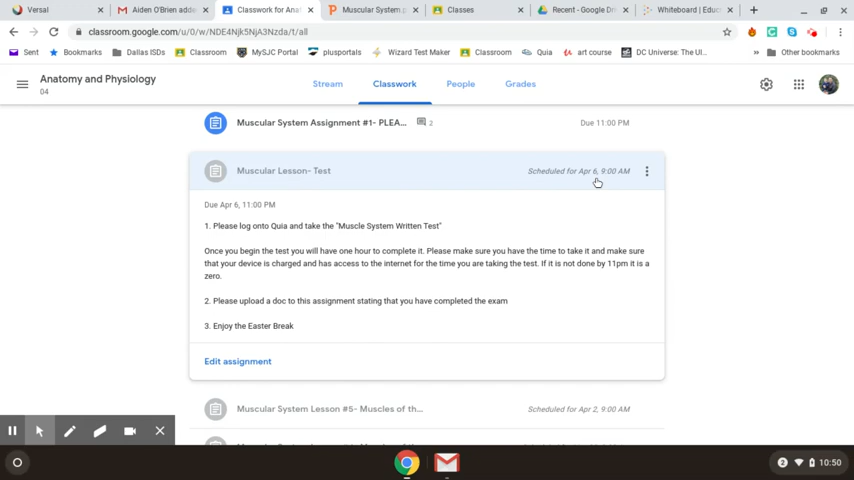 Versal
Aiden O'Brien adde
Classwork for Anat
Muscular System.p
Classes
Recent - Google Dri
Whiteboard | Educ
classroom.google.com/u/0/w/NDE4Njk5NjA3Nzda/t/all
Sent
Bookmarks
Dallas ISDs
Classroom
MySJC Portal
plusportals
Wizard Test Maker
Classroom
Quia
art course
DC Universe: The Ul...
Other bookmarks
Anatomy and Physiology
04
Stream
Classwork
People
Grades
Muscular System Assignment #1- PLEA...
2
Due 11:00 PM
Muscular Lesson- Test
Scheduled for Apr 6, 9:00 AM
Due Apr 6, 11:00 PM
1. Please log onto Quia and take the "Muscle System Written Test"
Once you begin the test you will have one hour to complete it. Please make sure you have the time to take it and make sure
that your device is charged and has access to the internet for the time you are taking the test. If it is not done by 11pm it is a
zero.
2. Please upload a doc to this assignment stating that you have completed the exam
3. Enjoy the Easter Break
Edit assignment
Muscular System Lesson #5- Muscles of th...
Scheduled for Apr 2, 9:00 AM
2
10:50